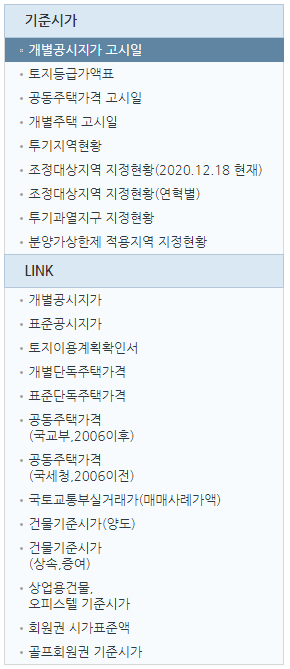 기준시가
개별공시지가 고시일
토지등급가액표
공동주택가격 고시일
개별주택 고시일
투기지역현황
조정대상지역 지정현황(2020.12.18 현재)
조정대상지역 지정현황(연혁별)
투기과열지구 지정현황
분양가상한제 적용지역 지정현황
LINK
개별공시지가
표준공시지가
토지이용계획확인서
개별단독주택가격
표준단독주택가격
공동주택가격
(국교부,2006이후)
공동주택가격
(국세청,2006이전)
국토교통부실거래가(매매사례가액)
건물기준시가(양도)
건물기준시가
(상속,증여)
상업용건물,
오피스텔 기준시가
회원권 시가표준액
골프회원권 기준시가